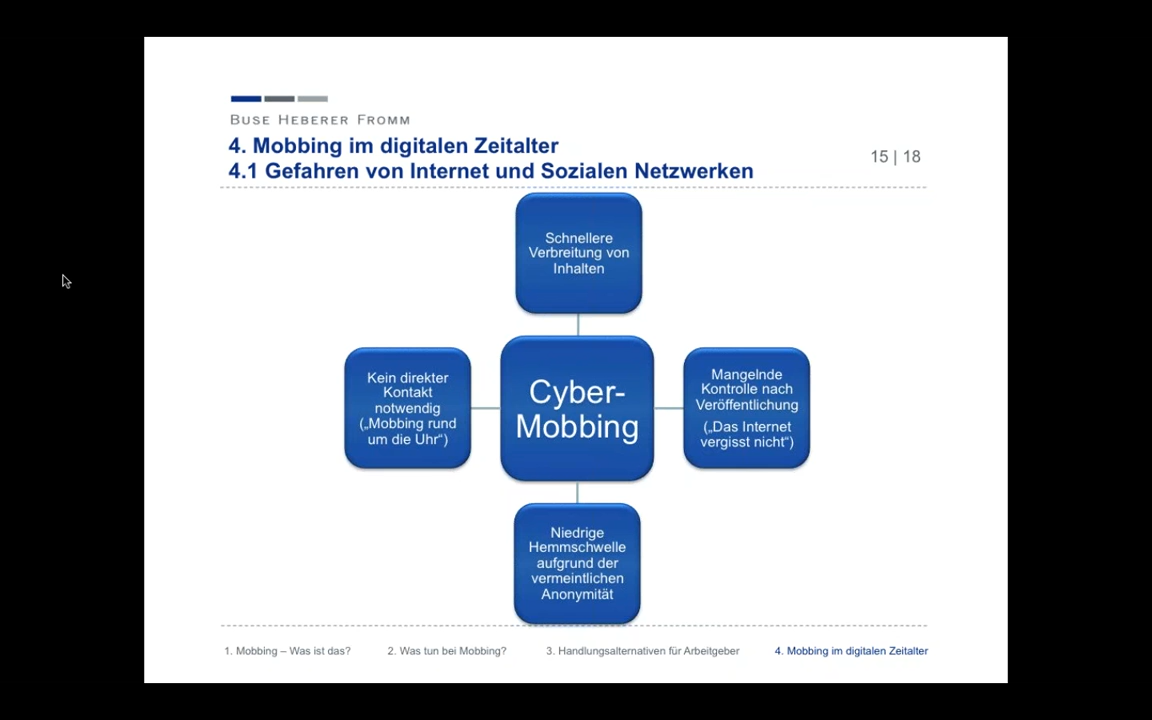 BUSE HEBERER FROMM
4. Mobbing im digitalen Zeitalter
4.1 Gefahren von Internet und Sozialen Netzwerken
15 | 18
Schnellere
Verbreitung von
Inhalten
Kein direkter
Kontakt
notwendig
(„Mobbing rund
um die Uhr“)
Cyber-
Mobbing
Mangelnde
Kontrolle nach
Veröffentlichung
(„Das Internet
vergisst nicht“)
Niedrige
Hemmschwelle
aufgrund der
vermeintlichen
Anonymität
1. Mobbing – Was ist das?
2. Was tun bei Mobbing?
3. Handlungsalternativen für Arbeitgeber
4. Mobbing im digitalen Zeitalter